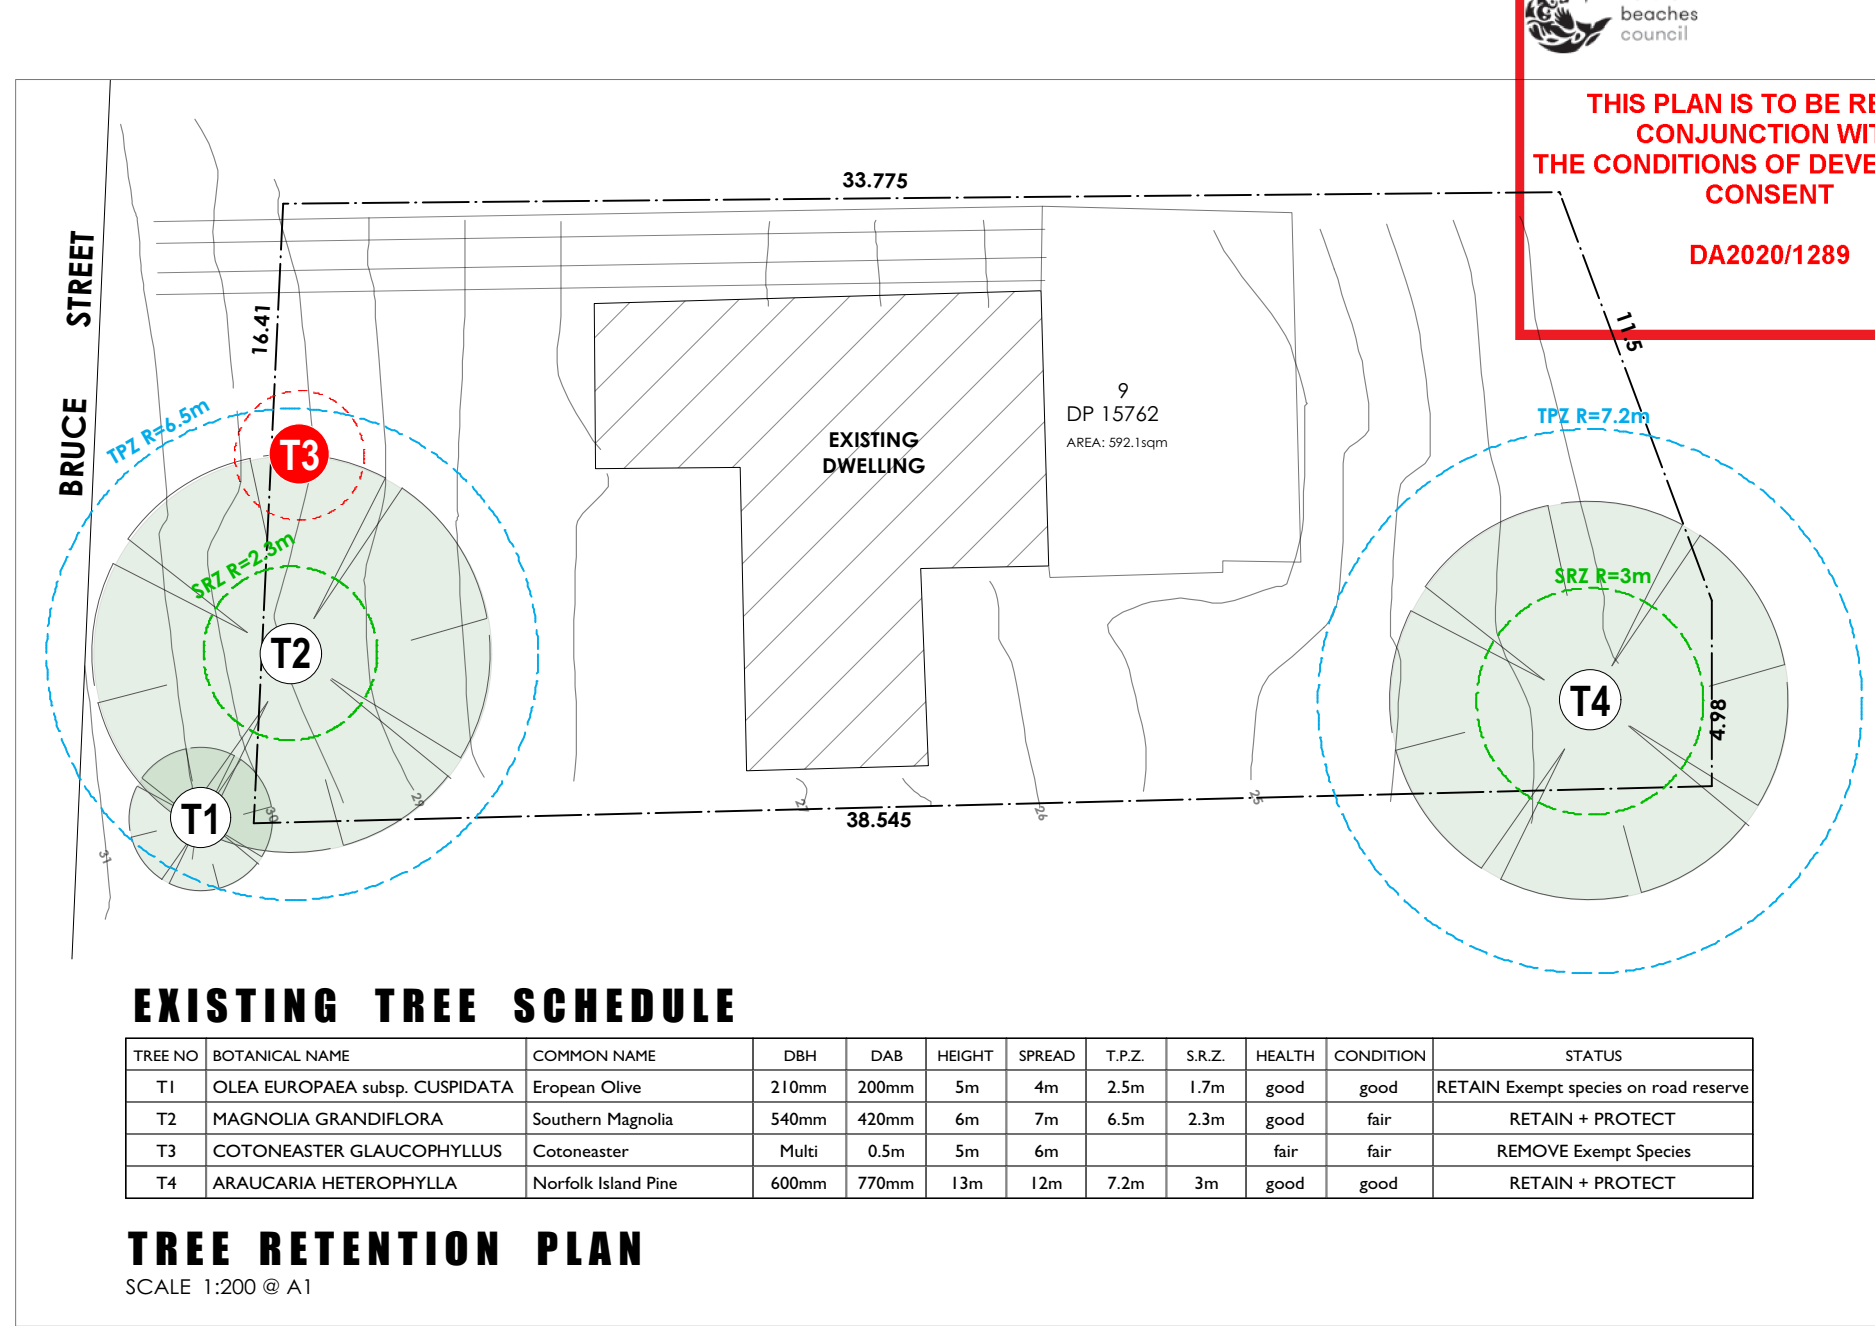 beaches
council
THIS PLAN IS TO BE
CONJUNCTION
THE CONDITIONS OF
CONSENT
DA2020/1289
33.775
BRUCE STREET
16.41
11.5
TPZ R=6.5m
T3
SRZ R=2.3m
T2
T1
EXISTING
DWELLING
9
DP 15762
AREA: 592.1sqm
TPZ R=7.2m
SRZ R=3m
T4
4.98
38.545
31
30
29
27
26
25
EXISTING TREE SCHEDULE
TREE NO BOTANICAL NAME COMMON NAME DBH DAB HEIGHT SPREAD T.P.Z. S.R.Z. HEALTH CONDITION STATUS
T1 OLEA EUROPAEA subsp. CUSPIDATA Eropean Olive 210mm 200mm 5m 4m 2.5m 1.7m good good RETAIN Exempt species on road reserve
T2 MAGNOLIA GRANDIFLORA Southern Magnolia 540mm 420mm 6m 7m 6.5m 2.3m good fair RETAIN + PROTECT
T3 COTONEASTER GLAUCOPHYLLUS Cotoneaster Multi 0.5m 5m 6m fair fair REMOVE Exempt Species
T4 ARAUCARIA HETEROPHYLLA Norfolk Island Pine 600mm 770mm 13m 12m 7.2m 3m good good RETAIN + PROTECT
TREE RETENTION PLAN
SCALE 1:200 @ A1